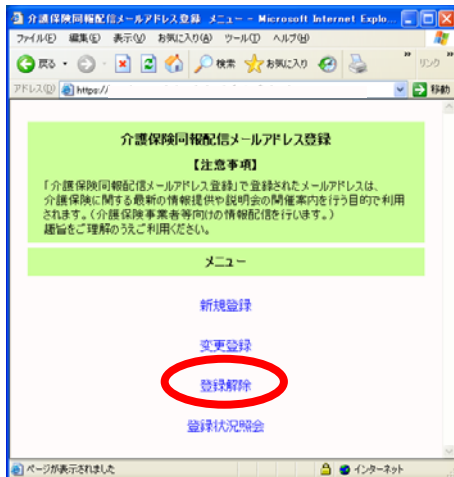 介護保険同報配信メールアドレス登録 メニュー - Microsoft Internet Explo...
ファイル(F) 編集(E) 表示(V) お気に入り(A) ツール(T) ヘルプ(H)
戻る 検索 お気に入り リンク
アドレス(D) https:// 移動
介護保険同報配信メールアドレス登録
【注意事項】
「介護保険同報配信メールアドレス登録」で登録されたメールアドレスは、
介護保険に関する最新の情報提供や説明会の開催案内を行う目的で利用
されます。（介護保険事業者等向けの情報配信を行います。）
趣旨をご理解のうえご利用ください。
メニュー
新規登録
変更登録
登録解除
登録状況照会
ページが表示されました インターネット